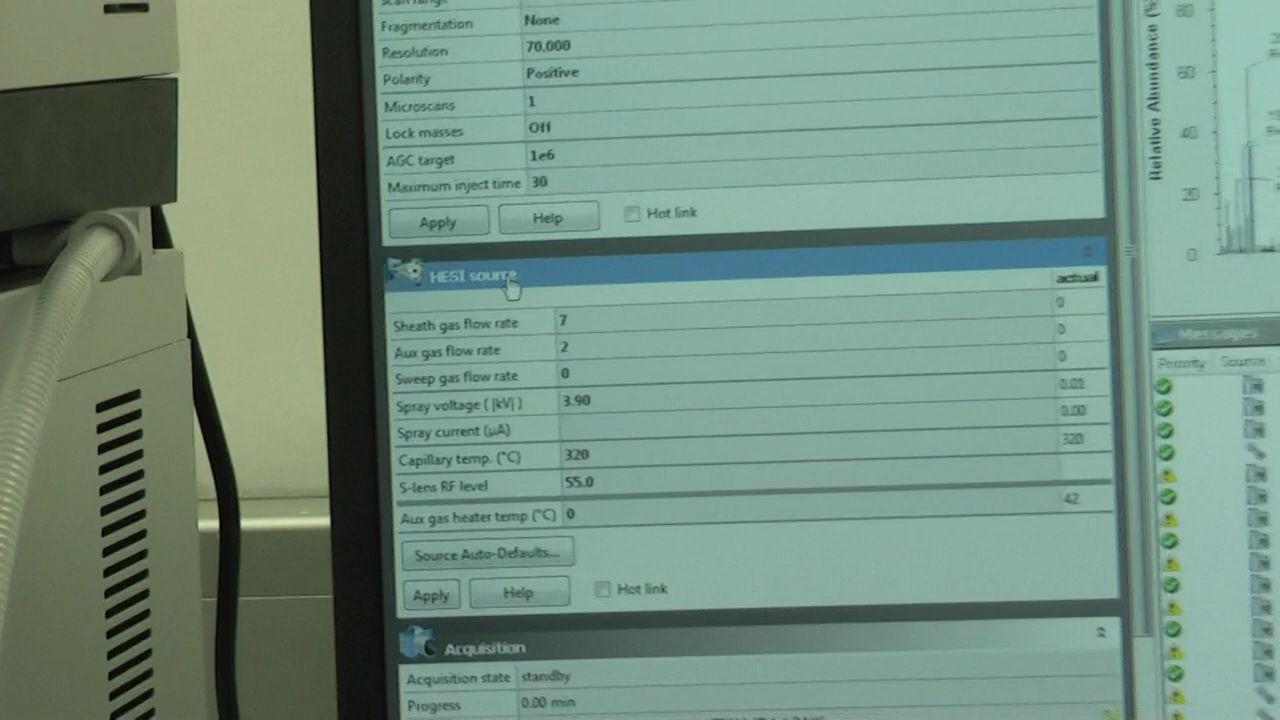 scan range
Fragmentation None
Resolution 70,000
Polarity Positive
Microscans 1
Lock masses Off
AGC target 1e6
Maximum inject time 30
Apply Help Hot link
HESI source
actual
0
Sheath gas flow rate 7
0
Aux gas flow rate 2
0
Sweep gas flow rate 0
Spray voltage ( |kV| ) 3.90
Spray current (µA) 0.00
320
Capillary temp. (°C) 320
S-lens RF level 55.0
42
Aux gas heater temp (°C) 0
Source Auto-Defaults...
Apply Help Hot link
Acquisition
Acquisition state standby
Progress 0.00 min
Relative Abundance (%
80
60
40
20
0
Messages
Priority Source